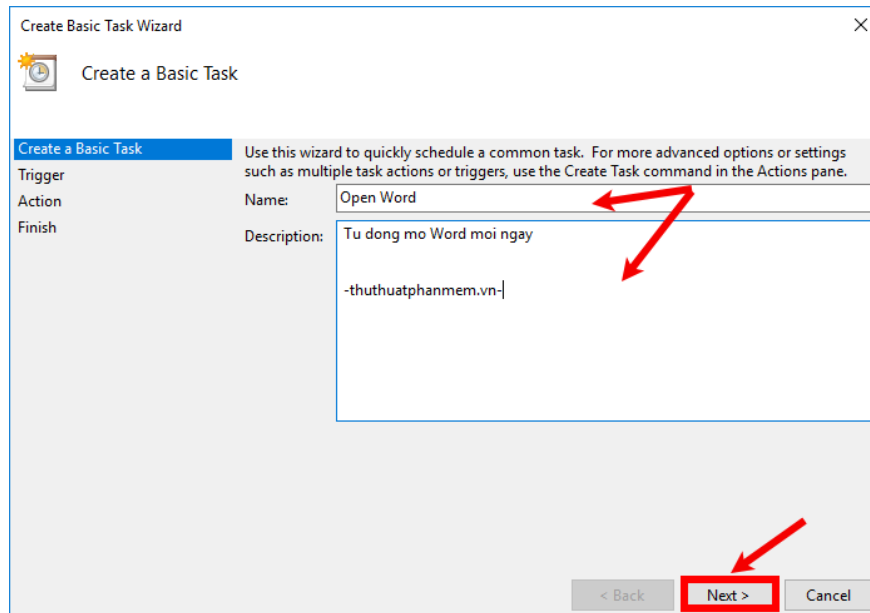 Create Basic Task Wizard
Create a Basic Task
Create a Basic Task
Use this wizard to quickly schedule a common task. For more advanced options or settings
such as multiple task actions or triggers, use the Create Task command in the Actions pane.
Trigger
Action
Finish
Name:
Open Word
Description:
Tu dong mo Word moi ngay
-thuthuatphanmem.vn-
< Back
Next >
Cancel